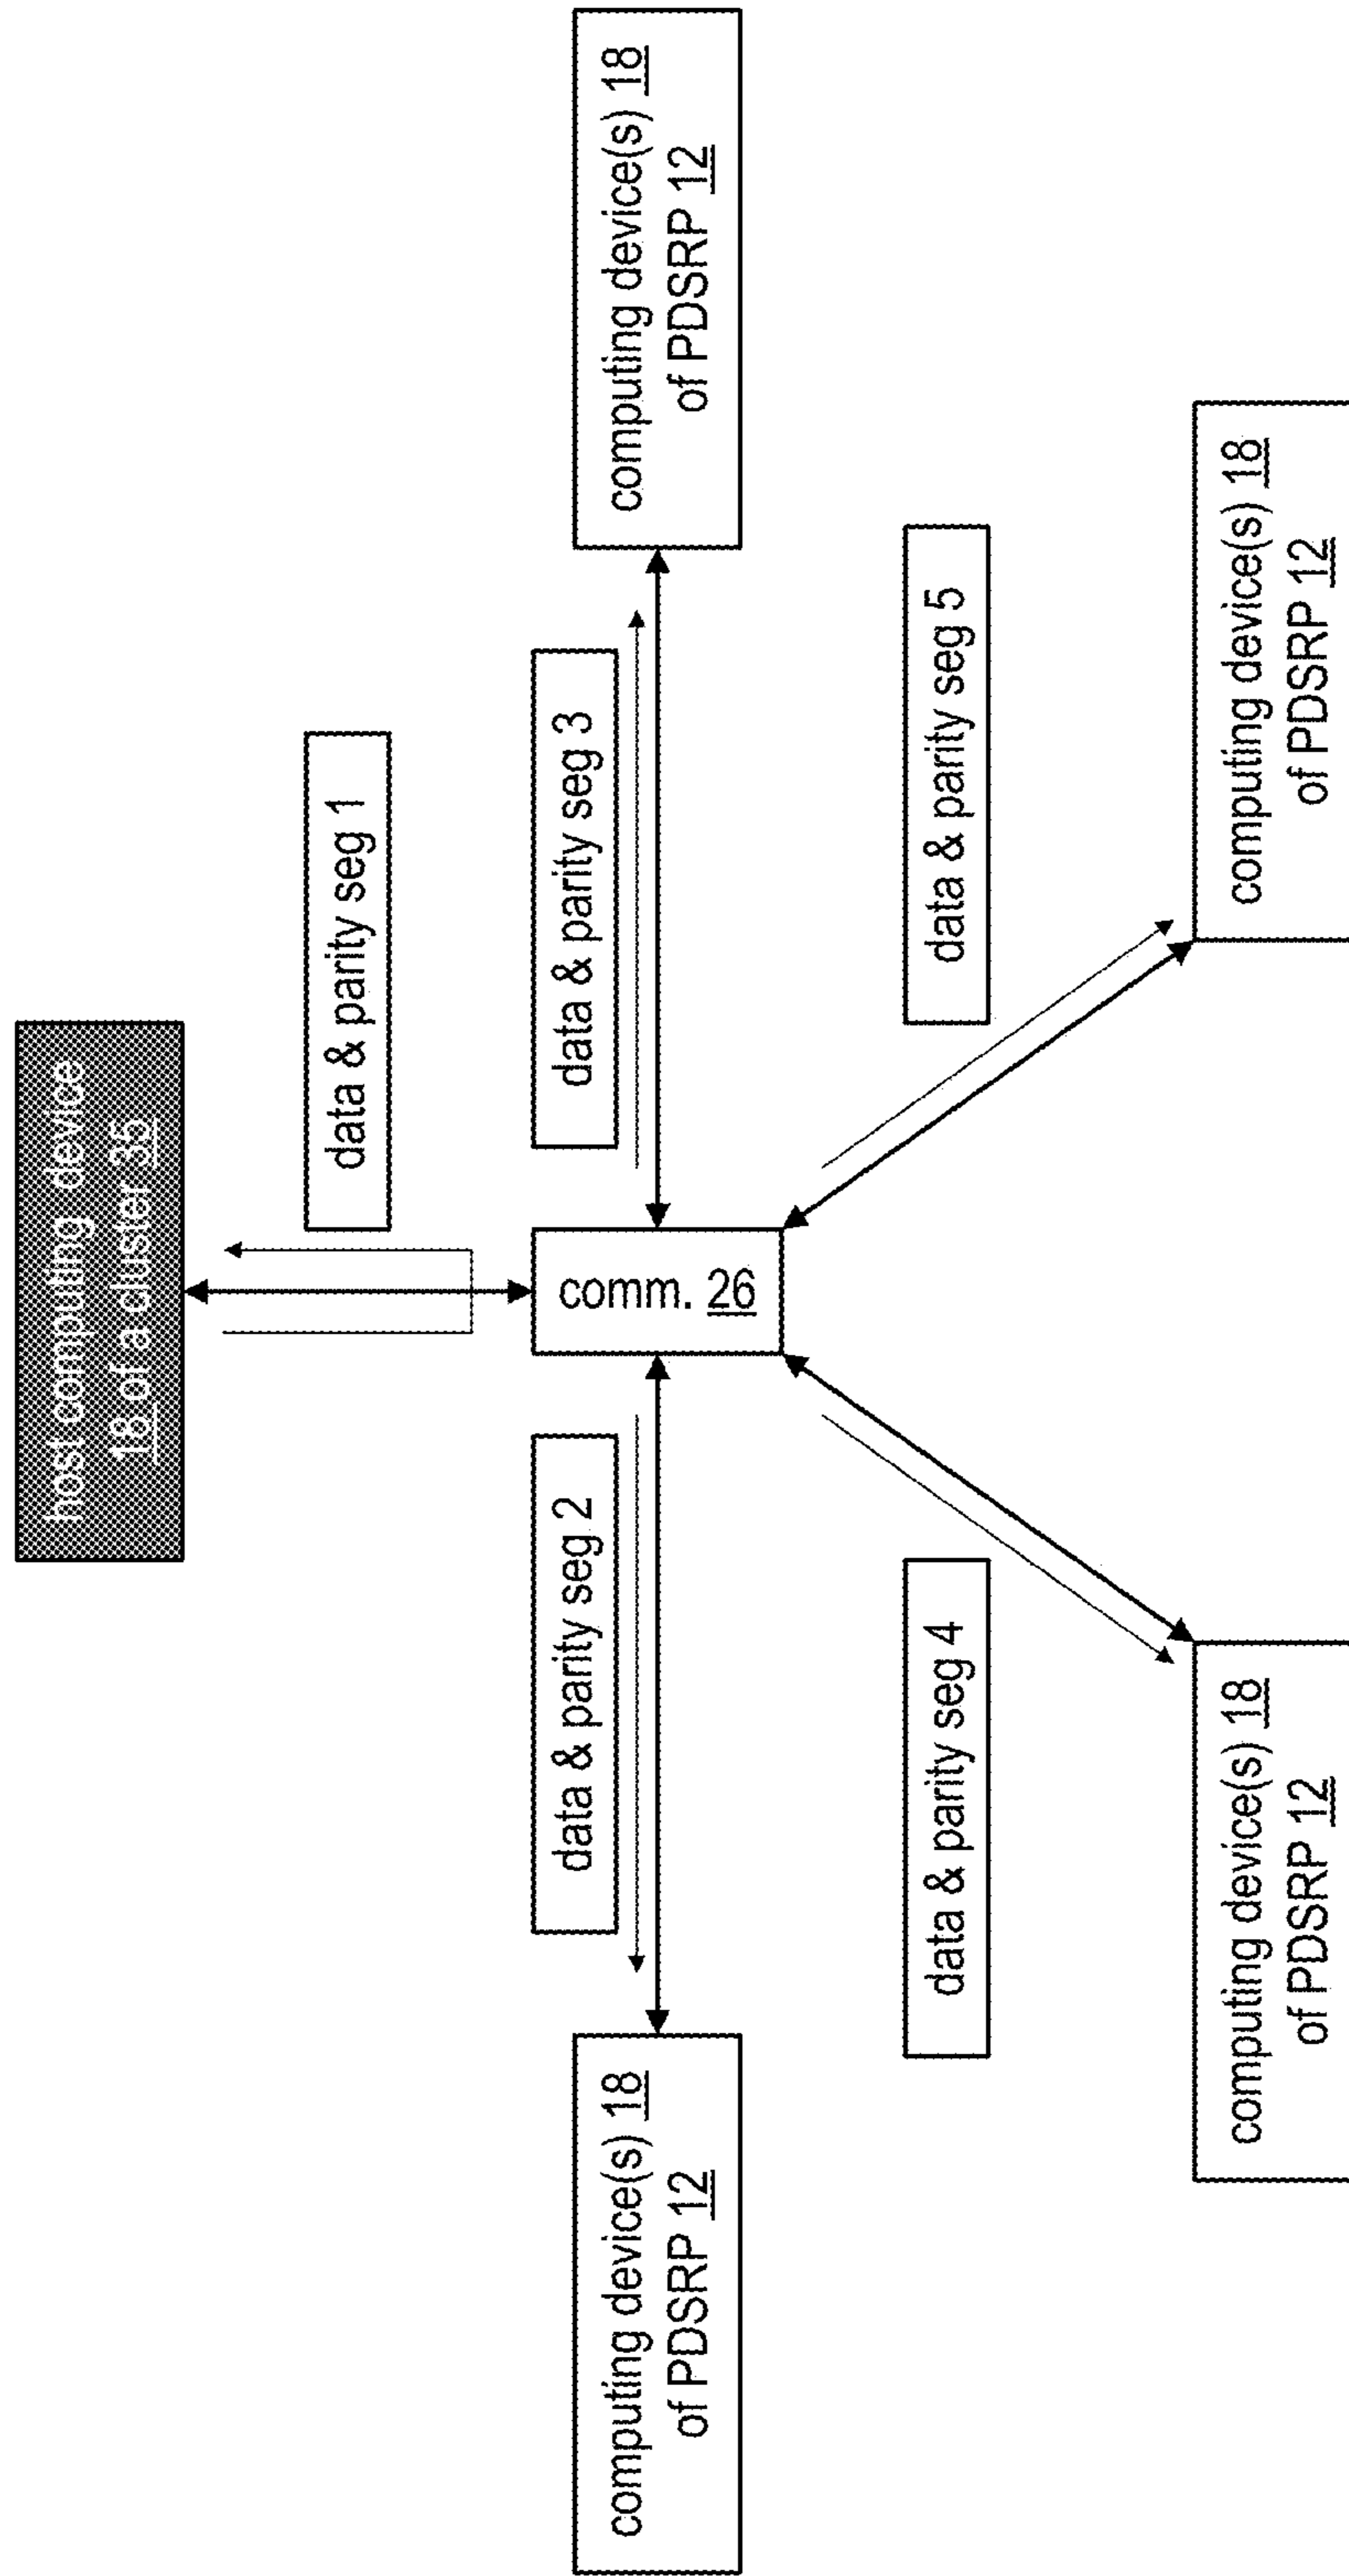 host computing device
18 of a cluster 35
data & parity seg 1
data & parity seg 2
comm. 26
data & parity seg 3
computing device(s) 18
of PDSRP 12
computing device(s) 18
of PDSRP 12
data & parity seg 4
data & parity seg 5
computing device(s) 18
of PDSRP 12
computing device(s) 18
of PDSRP 12